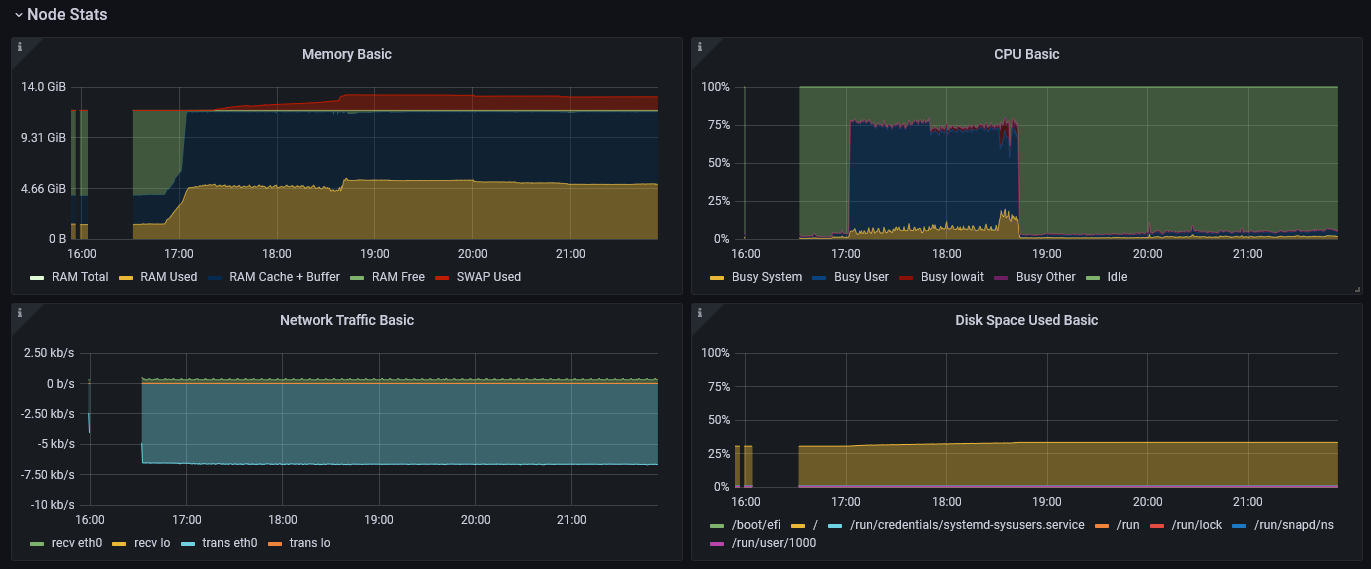 Node Stats
i
Memory Basic
14.0 GiB
9.31 GiB
4.66 GiB
0 B
16:00 17:00 18:00 19:00 20:00 21:00
RAM Total RAM Used RAM Cache + Buffer RAM Free SWAP Used
i
CPU Basic
100%
75%
50%
25%
0%
16:00 17:00 18:00 19:00 20:00 21:00
Busy System Busy User Busy Iowait Busy Other Idle
i
Network Traffic Basic
2.50 kb/s
0 b/s
-2.50 kb/s
-5 kb/s
-7.50 kb/s
-10 kb/s
16:00 17:00 18:00 19:00 20:00 21:00
recv eth0 recv lo trans eth0 trans lo
i
Disk Space Used Basic
100%
75%
50%
25%
0%
16:00 17:00 18:00 19:00 20:00 21:00
/boot/efi / /run/credentials/systemd-sysusers.service /run /run/lock /run/snapd/ns
/run/user/1000